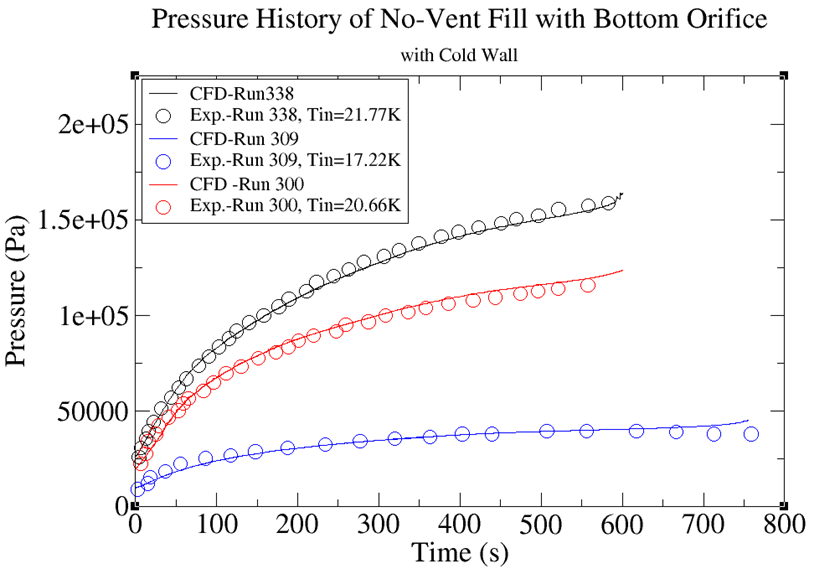 Pressure History of No-Vent Fill with Bottom Orifice
with Cold Wall
CFD-Run338
Exp.-Run 338, Tin=21.77K
CFD-Run 309
Exp.-Run 309, Tin=17.22K
CFD -Run 300
Exp.-Run 300, Tin=20.66K
Pressure (Pa)
2e+05
1.5e+05
1e+05
50000
0
0 100 200 300 400 500 600 700 800
Time (s)